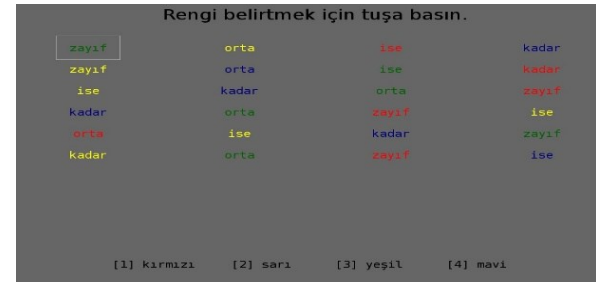 Rengi belirtmek için tuşa basın.
zayıf orta ise kadar
zayıf orta ise kadar
ise kadar orta zayıf
kadar orta zayıf ise
orta ise kadar zayıf
kadar orta zayıf ise
[1] kırmızı [2] sarı [3] yeşil [4] mavi